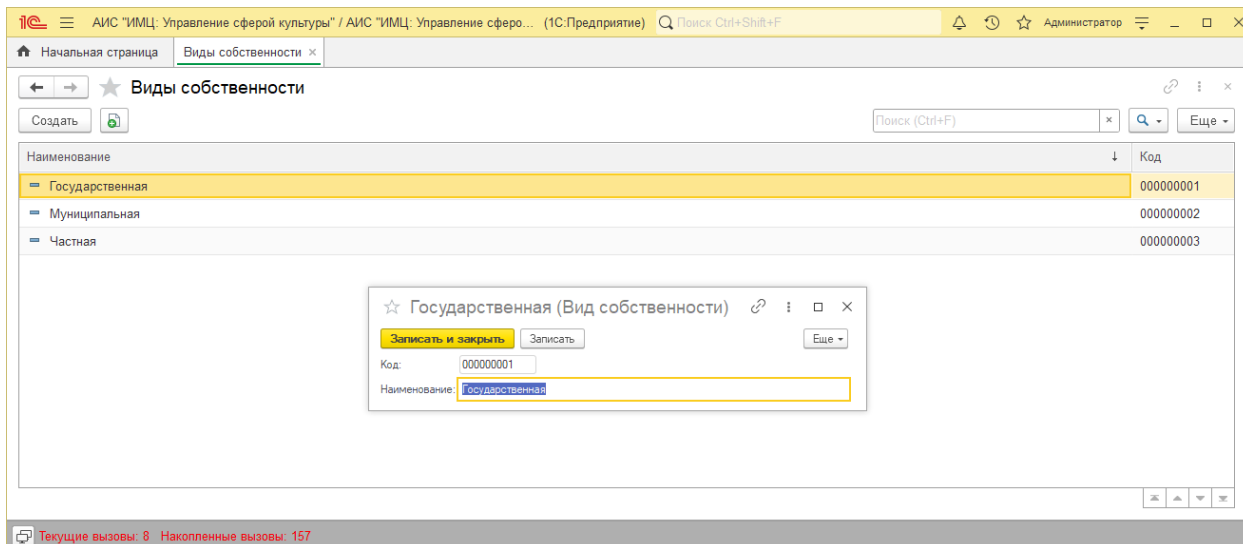 1С АИС "ИМЦ: Управление сферой культуры" / АИС "ИМЦ: Управление сферо... (1С:Предприятие) Поиск Ctrl+Shift+F Администратор
Начальная страница Виды собственности ×
Виды собственности
Создать Поиск (Ctrl+F) × Еще
Наименование Код
Государственная 000000001
Муниципальная 000000002
Частная 000000003
Государственная (Вид собственности)
Записать и закрыть Записать Еще
Код: 000000001
Наименование: Государственная
Текущие вызовы: 8 Накопленные вызовы: 157